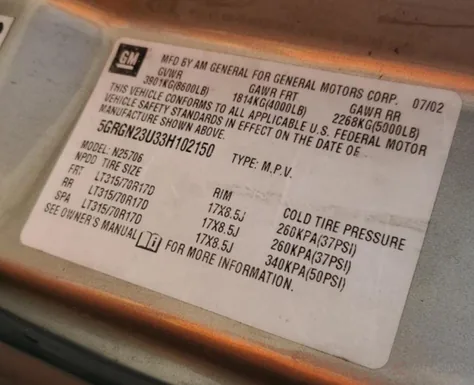 GM
MFD BY AM GENERAL FOR GENERAL MOTORS CORP. 07/02
GVWR GAWR FRT GAWR RR
3901KG(8600LB) 1814KG(4000LB) 2268KG(5000LB)
THIS VEHICLE CONFORMS TO ALL APPLICABLE U.S. FEDERAL MOTOR
VEHICLE SAFETY STANDARDS IN EFFECT ON THE DATE OF
MANUFACTURE SHOWN ABOVE.
5GRGN23U33H102150 TYPE: M.P.V.
MODEL: N25706
NPDD TIRE SIZE RIM COLD TIRE PRESSURE
FRT LT315/70R17D 17X8.5J 260KPA(37PSI)
RR LT315/70R17D 17X8.5J 260KPA(37PSI)
SPA LT315/70R17D 17X8.5J 340KPA(50PSI)
SEE OWNER'S MANUAL FOR MORE INFORMATION.